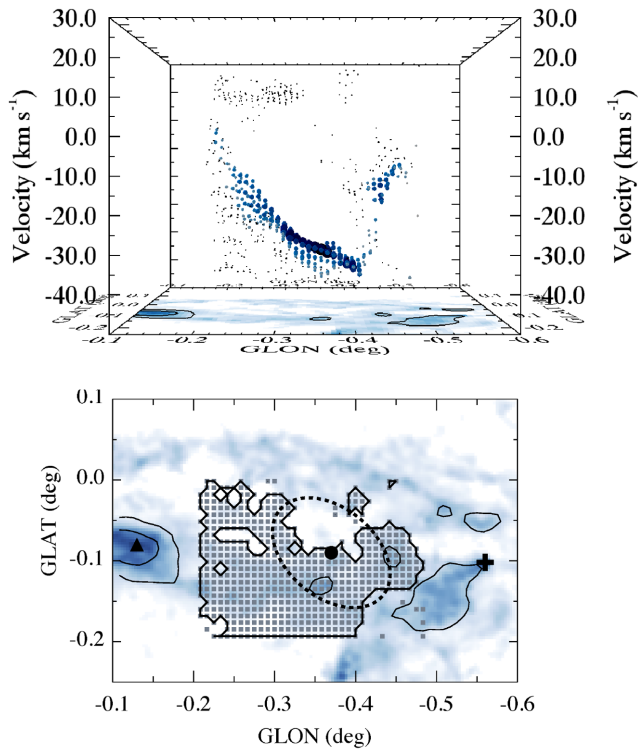 30.0 30.0
20.0 20.0
10.0 10.0
0.0 0.0
-10.0 -10.0
-20.0 -20.0
-30.0 -30.0
-40.0 -40.0
Velocity (km s⁻¹)
Velocity (km s⁻¹)
-0.1 -0.2 -0.3 -0.4 -0.5 -0.6
GLON (deg)
0.1
0.0
-0.1
-0.2
GLAT (deg)
-0.1 -0.2 -0.3 -0.4 -0.5 -0.6
GLON (deg)